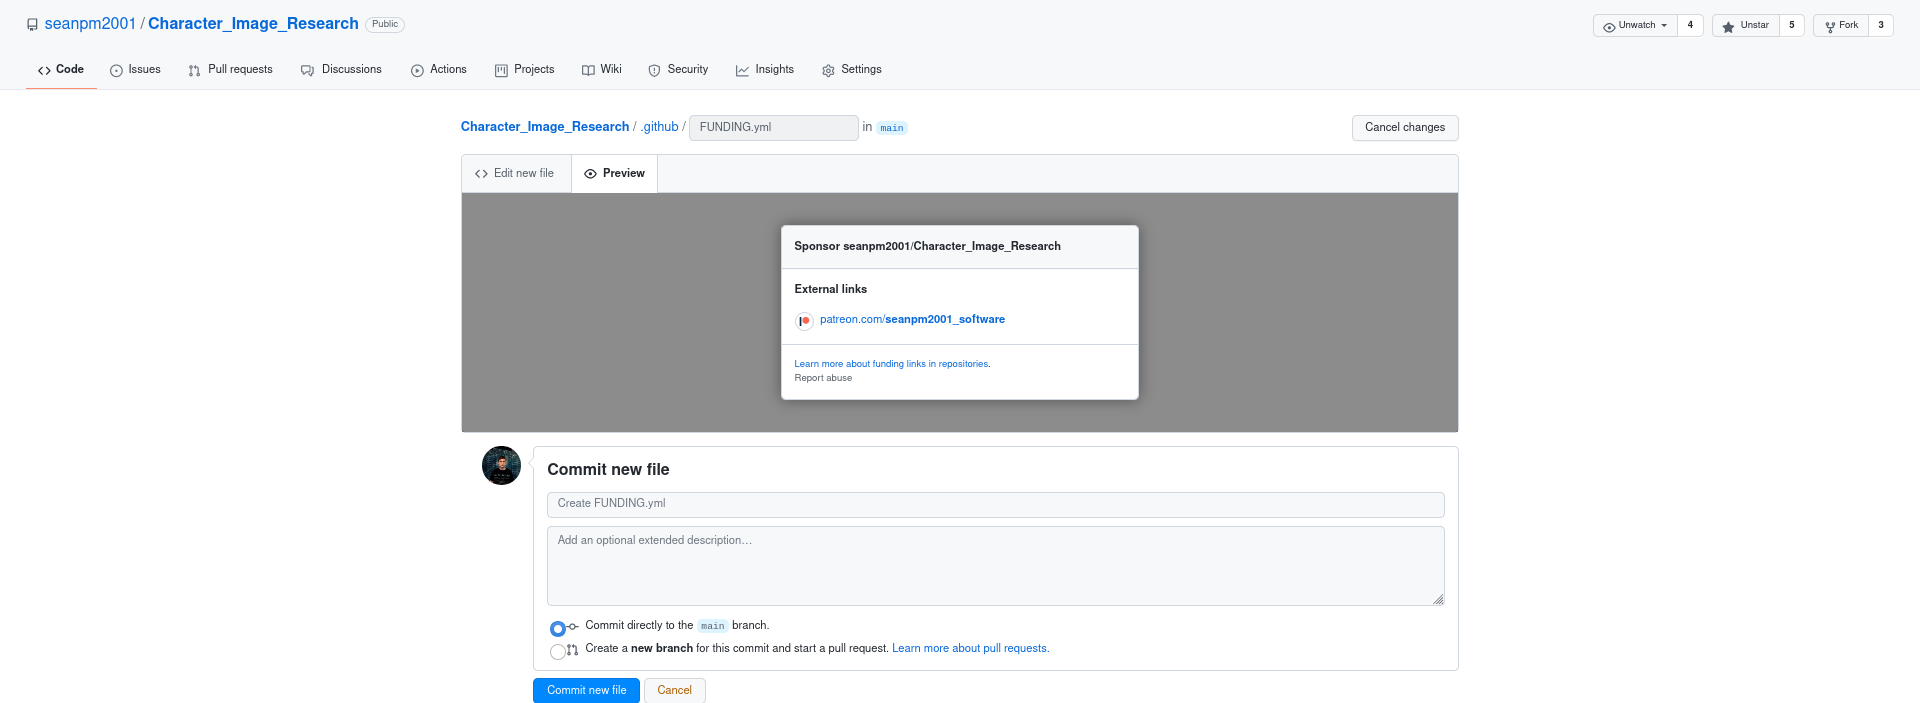 seanpm2001 / Character_Image_Research Public
Unwatch 4 Unstar 5 Fork 3
Code Issues Pull requests Discussions Actions Projects Wiki Security Insights Settings
Character_Image_Research / .github / FUNDING.yml in main Cancel changes
Edit new file Preview
Sponsor seanpm2001/Character_Image_Research
External links
patreon.com/seanpm2001_software
Learn more about funding links in repositories.
Report abuse
Commit new file
Create FUNDING.yml
Add an optional extended description…
Commit directly to the main branch.
Create a new branch for this commit and start a pull request. Learn more about pull requests.
Commit new file Cancel